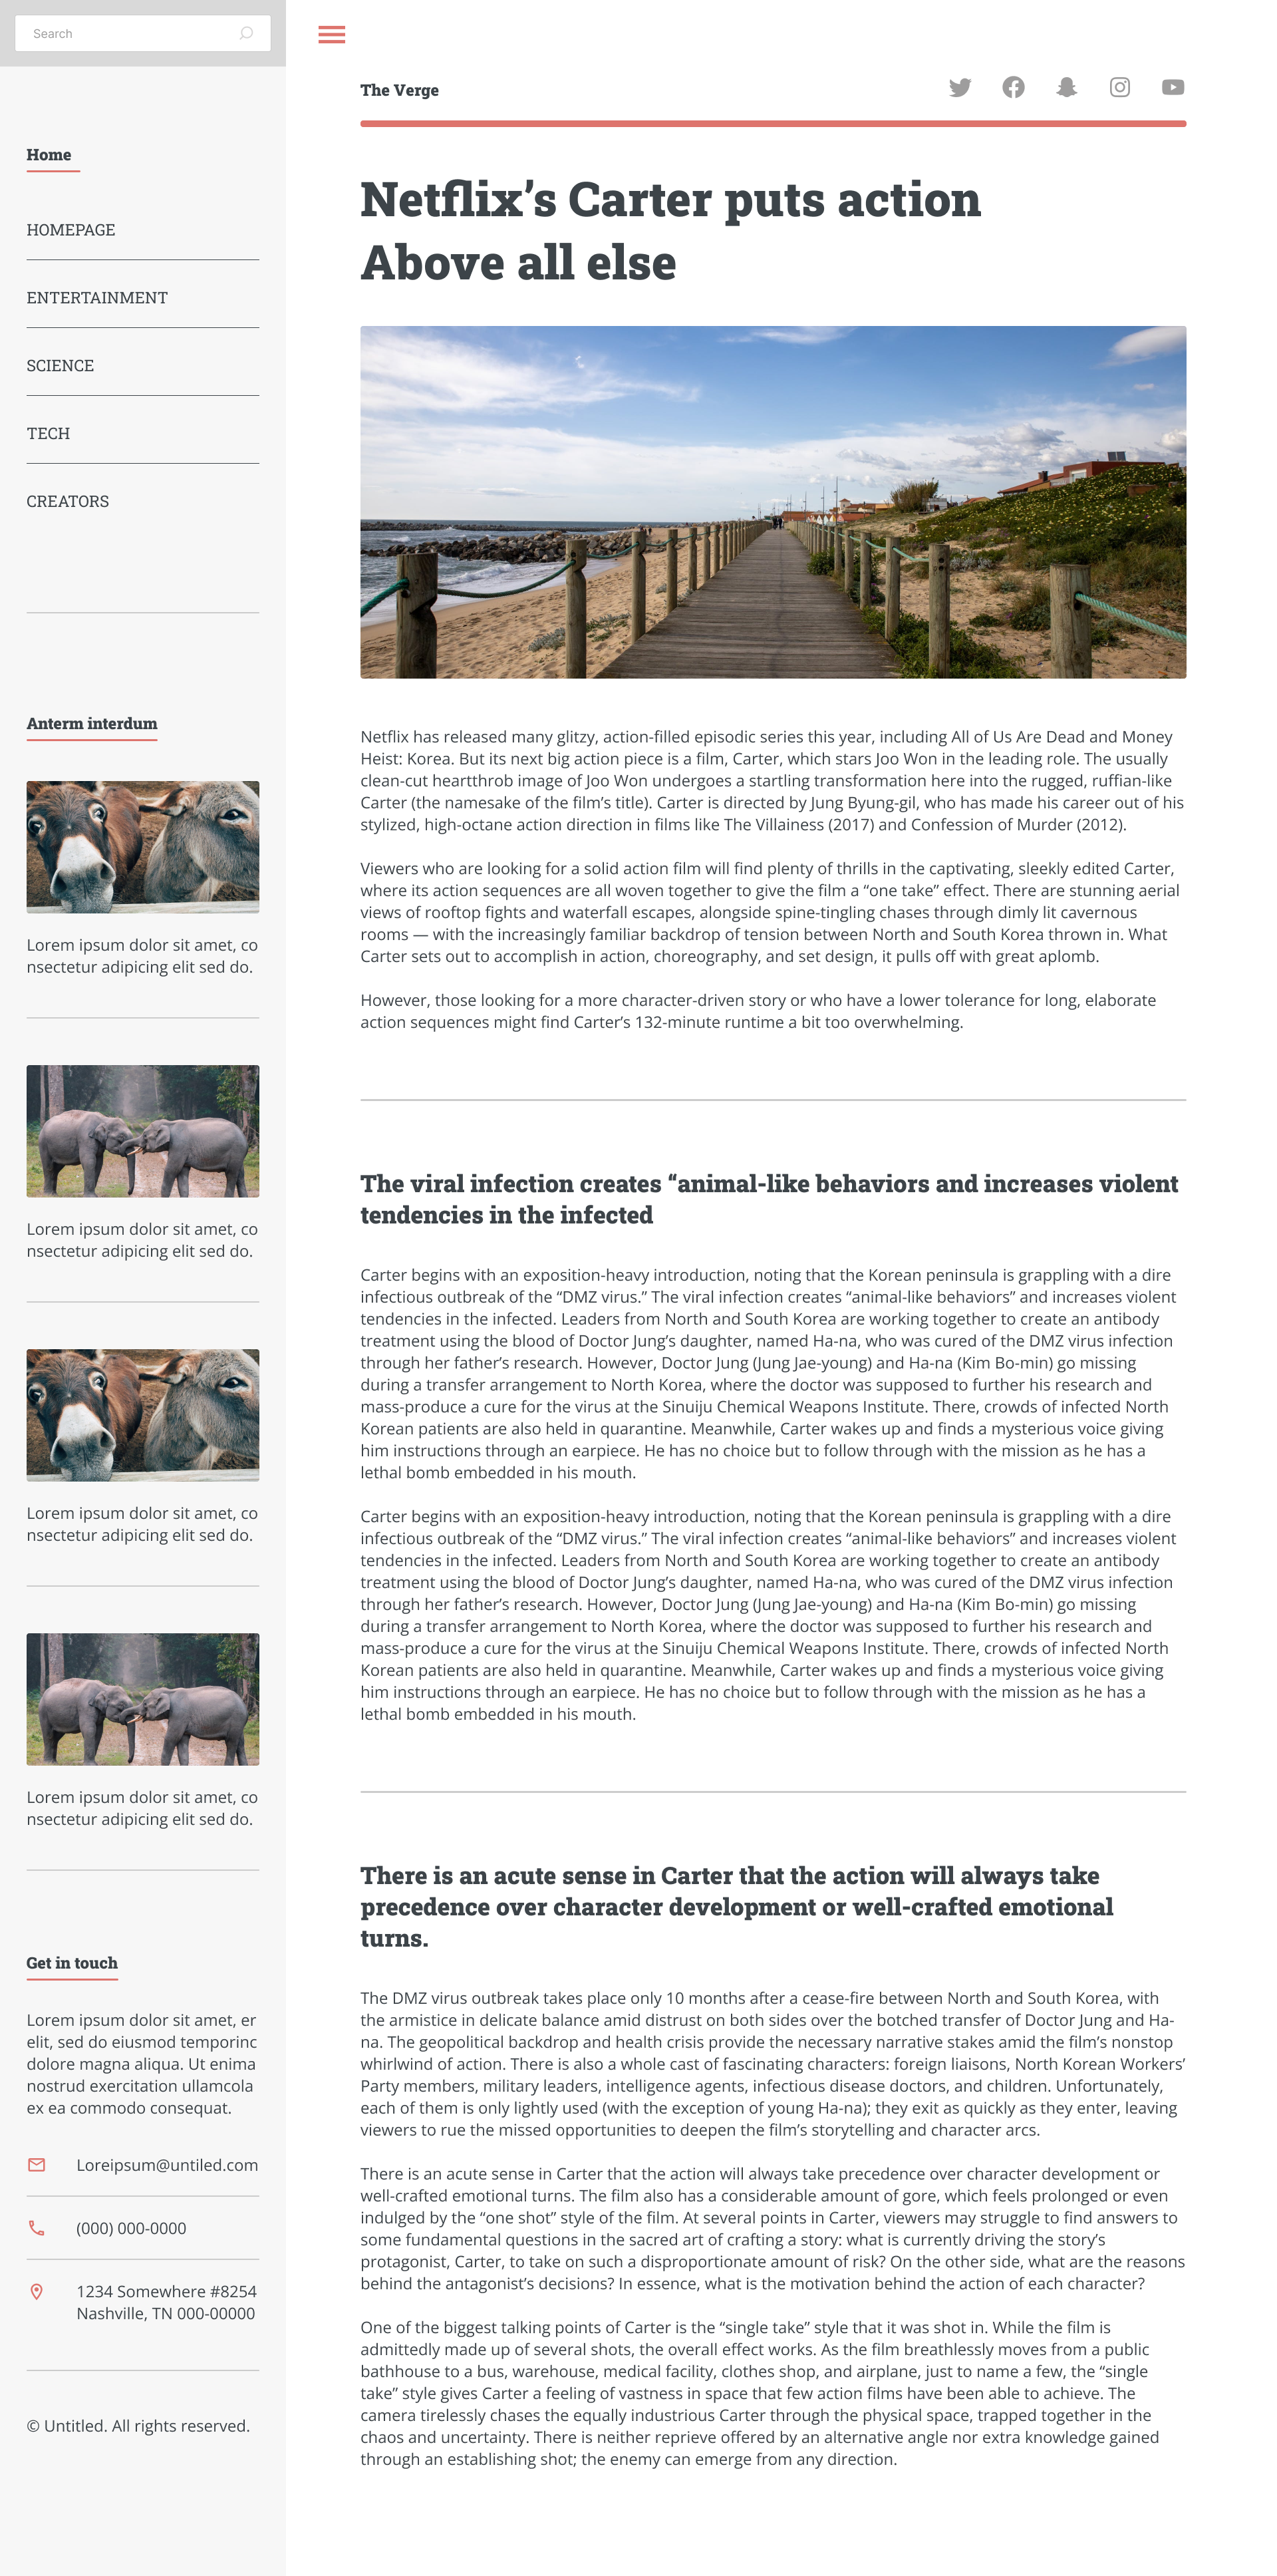 Search
Home
HOMEPAGE
ENTERTAINMENT
SCIENCE
TECH
CREATORS
Anterm interdum
Lorem ipsum dolor sit amet, co
nsectetur adipicing elit sed do.
Lorem ipsum dolor sit amet, co
nsectetur adipicing elit sed do.
Lorem ipsum dolor sit amet, co
nsectetur adipicing elit sed do.
Lorem ipsum dolor sit amet, co
nsectetur adipicing elit sed do.
Get in touch
Lorem ipsum dolor sit amet, er
elit, sed do eiusmod temporinc
dolore magna aliqua. Ut enima
nostrud exercitation ullamcola
ex ea commodo consequat.
Loreipsum@untiled.com
(000) 000-0000
1234 Somewhere #8254
Nashville, TN 000-00000
© Untitled. All rights reserved.
The Verge
Netflix’s Carter puts action
Above all else
Netflix has released many glitzy, action-filled episodic series this year, including All of Us Are Dead and Money
Heist: Korea. But its next big action piece is a film, Carter, which stars Joo Won in the leading role. The usually
clean-cut heartthrob image of Joo Won undergoes a startling transformation here into the rugged, ruffian-like
Carter (the namesake of the film’s title). Carter is directed by Jung Byung-gil, who has made his career out of his
stylized, high-octane action direction in films like The Villainess (2017) and Confession of Murder (2012).
Viewers who are looking for a solid action film will find plenty of thrills in the captivating, sleekly edited Carter,
where its action sequences are all woven together to give the film a “one take” effect. There are stunning aerial
views of rooftop fights and waterfall escapes, alongside spine-tingling chases through dimly lit cavernous
rooms — with the increasingly familiar backdrop of tension between North and South Korea thrown in. What
Carter sets out to accomplish in action, choreography, and set design, it pulls off with great aplomb.
However, those looking for a more character-driven story or who have a lower tolerance for long, elaborate
action sequences might find Carter’s 132-minute runtime a bit too overwhelming.
The viral infection creates “animal-like behaviors and increases violent
tendencies in the infected
Carter begins with an exposition-heavy introduction, noting that the Korean peninsula is grappling with a dire
infectious outbreak of the “DMZ virus.” The viral infection creates “animal-like behaviors” and increases violent
tendencies in the infected. Leaders from North and South Korea are working together to create an antibody
treatment using the blood of Doctor Jung’s daughter, named Ha-na, who was cured of the DMZ virus infection
through her father’s research. However, Doctor Jung (Jung Jae-young) and Ha-na (Kim Bo-min) go missing
during a transfer arrangement to North Korea, where the doctor was supposed to further his research and
mass-produce a cure for the virus at the Sinuiju Chemical Weapons Institute. There, crowds of infected North
Korean patients are also held in quarantine. Meanwhile, Carter wakes up and finds a mysterious voice giving
him instructions through an earpiece. He has no choice but to follow through with the mission as he has a
lethal bomb embedded in his mouth.
Carter begins with an exposition-heavy introduction, noting that the Korean peninsula is grappling with a dire
infectious outbreak of the “DMZ virus.” The viral infection creates “animal-like behaviors” and increases violent
tendencies in the infected. Leaders from North and South Korea are working together to create an antibody
treatment using the blood of Doctor Jung’s daughter, named Ha-na, who was cured of the DMZ virus infection
through her father’s research. However, Doctor Jung (Jung Jae-young) and Ha-na (Kim Bo-min) go missing
during a transfer arrangement to North Korea, where the doctor was supposed to further his research and
mass-produce a cure for the virus at the Sinuiju Chemical Weapons Institute. There, crowds of infected North
Korean patients are also held in quarantine. Meanwhile, Carter wakes up and finds a mysterious voice giving
him instructions through an earpiece. He has no choice but to follow through with the mission as he has a
lethal bomb embedded in his mouth.
There is an acute sense in Carter that the action will always take
precedence over character development or well-crafted emotional
turns.
The DMZ virus outbreak takes place only 10 months after a cease-fire between North and South Korea, with
the armistice in delicate balance amid distrust on both sides over the botched transfer of Doctor Jung and Ha-
na. The geopolitical backdrop and health crisis provide the necessary narrative stakes amid the film’s nonstop
whirlwind of action. There is also a whole cast of fascinating characters: foreign liaisons, North Korean Workers’
Party members, military leaders, intelligence agents, infectious disease doctors, and children. Unfortunately,
each of them is only lightly used (with the exception of young Ha-na); they exit as quickly as they enter, leaving
viewers to rue the missed opportunities to deepen the film’s storytelling and character arcs.
There is an acute sense in Carter that the action will always take precedence over character development or
well-crafted emotional turns. The film also has a considerable amount of gore, which feels prolonged or even
indulged by the “one shot” style of the film. At several points in Carter, viewers may struggle to find answers to
some fundamental questions in the sacred art of crafting a story: what is currently driving the story’s
protagonist, Carter, to take on such a disproportionate amount of risk? On the other side, what are the reasons
behind the antagonist’s decisions? In essence, what is the motivation behind the action of each character?
One of the biggest talking points of Carter is the “single take” style that it was shot in. While the film is
admittedly made up of several shots, the overall effect works. As the film breathlessly moves from a public
bathhouse to a bus, warehouse, medical facility, clothes shop, and airplane, just to name a few, the “single
take” style gives Carter a feeling of vastness in space that few action films have been able to achieve. The
camera tirelessly chases the equally industrious Carter through the physical space, trapped together in the
chaos and uncertainty. There is neither reprieve offered by an alternative angle nor extra knowledge gained
through an establishing shot; the enemy can emerge from any direction.